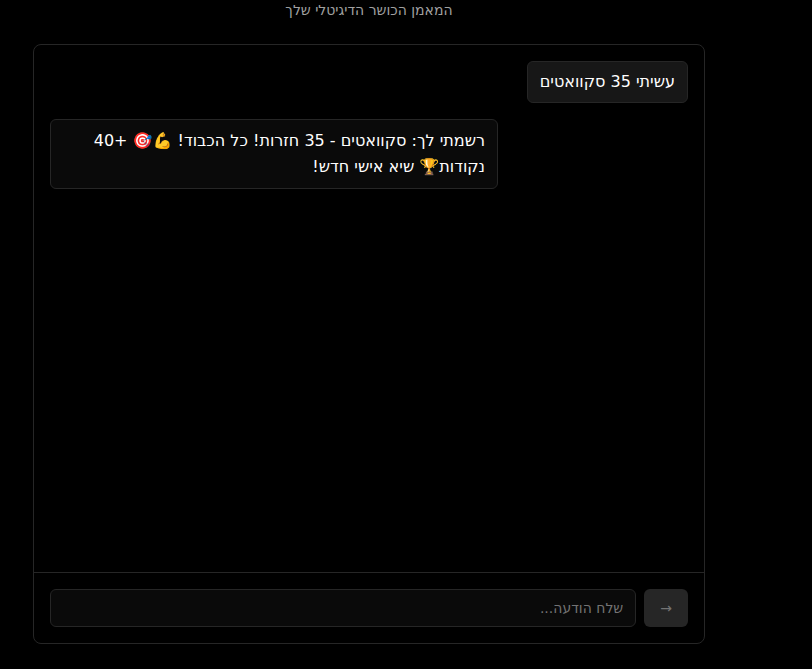 המאמן הכושר הדיגיטלי שלך
עשיתי 35 סקוואטים
רשמתי לך: סקוואטים - 35 חזרות! כל הכבוד! 💪🎯 +40
נקודות🏆 שיא אישי חדש!
שלח הודעה...
→